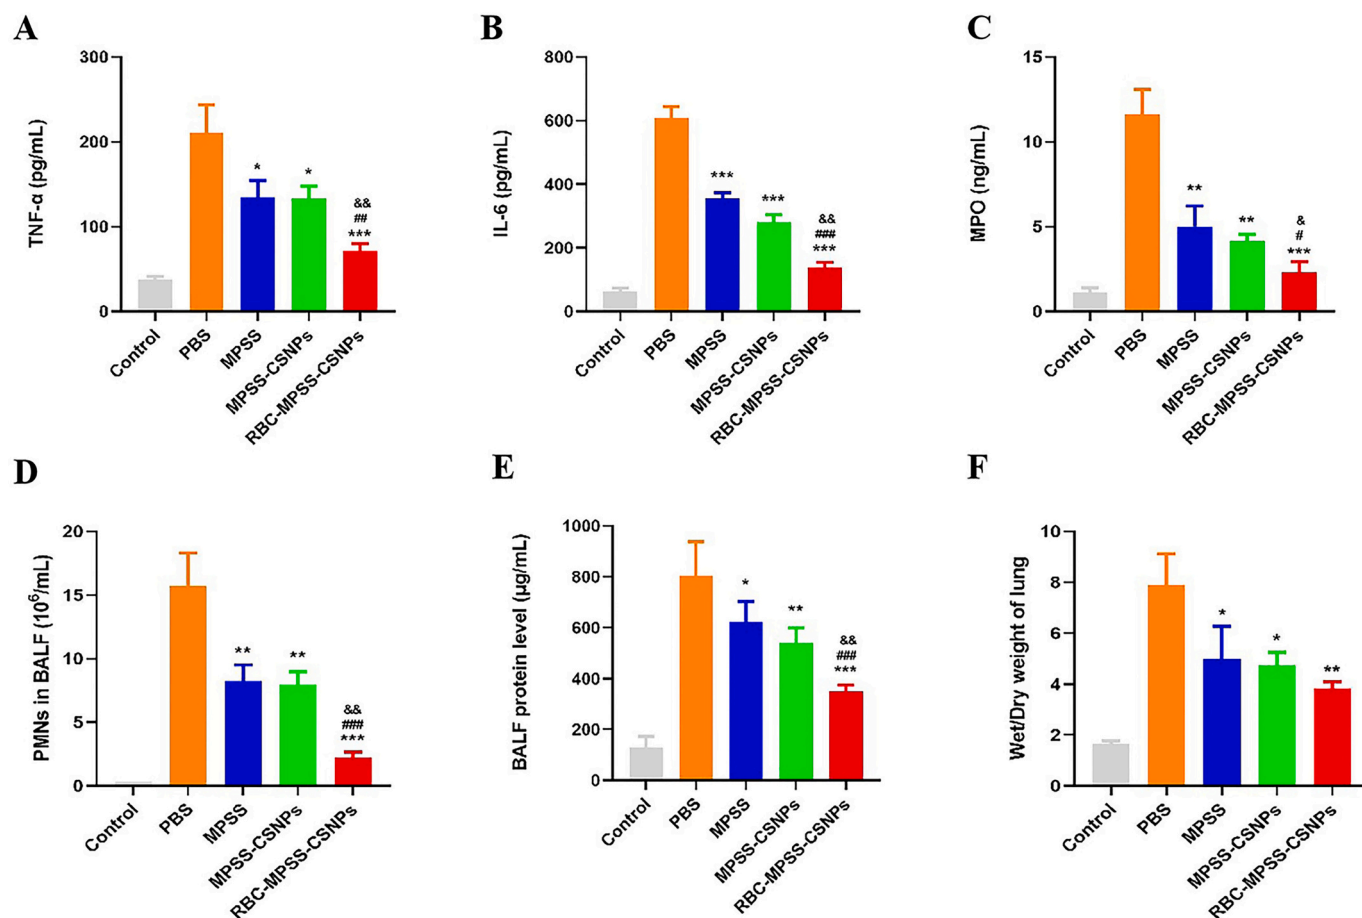 A
TNF-α (pg/mL)
300
200
100
0
*
*
&&
##
***
Control
PBS
MPSS
MPSS-CSNPs
RBC-MPSS-CSNPs
B
IL-6 (pg/mL)
800
600
400
200
0
***
***
&&
###
***
Control
PBS
MPSS
MPSS-CSNPs
RBC-MPSS-CSNPs
C
MPO (ng/mL)
15
10
5
0
**
**
&
#
***
Control
PBS
MPSS
MPSS-CSNPs
RBC-MPSS-CSNPs
D
PMNs in BALF (10⁶/mL)
20
15
10
5
0
**
**
&&
###
***
Control
PBS
MPSS
MPSS-CSNPs
RBC-MPSS-CSNPs
E
BALF protein level (μg/mL)
1000
800
600
400
200
0
*
**
&&
###
***
Control
PBS
MPSS
MPSS-CSNPs
RBC-MPSS-CSNPs
F
Wet/Dry weight of lung
10
8
6
4
2
0
*
*
**
Control
PBS
MPSS
MPSS-CSNPs
RBC-MPSS-CSNPs